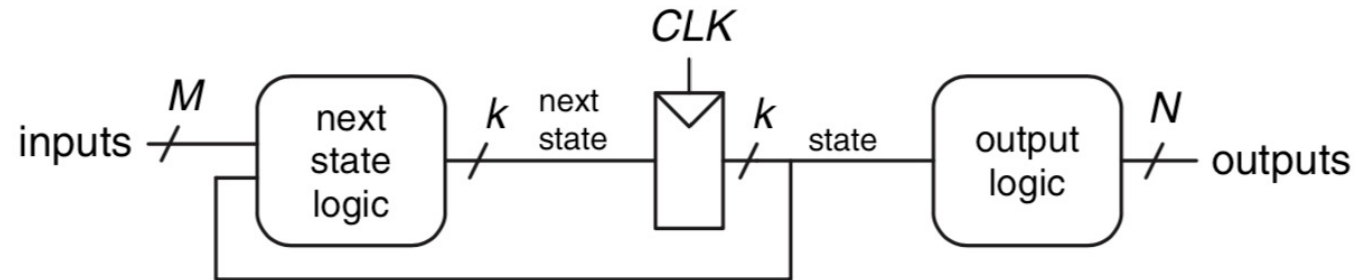 CLK
inputs
M
next
state
logic
k
next
state
k
state
output
logic
N
outputs